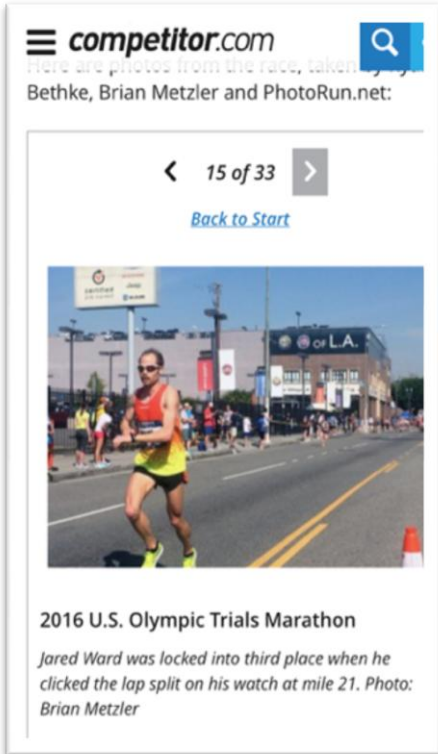 competitor.com
Here are photos from the race, taken by
Bethke, Brian Metzler and PhotoRun.net:
15 of 33
Back to Start
certified
Jeep
OF L.A.
2016 U.S. Olympic Trials Marathon
Jared Ward was locked into third place when he
clicked the lap split on his watch at mile 21. Photo:
Brian Metzler